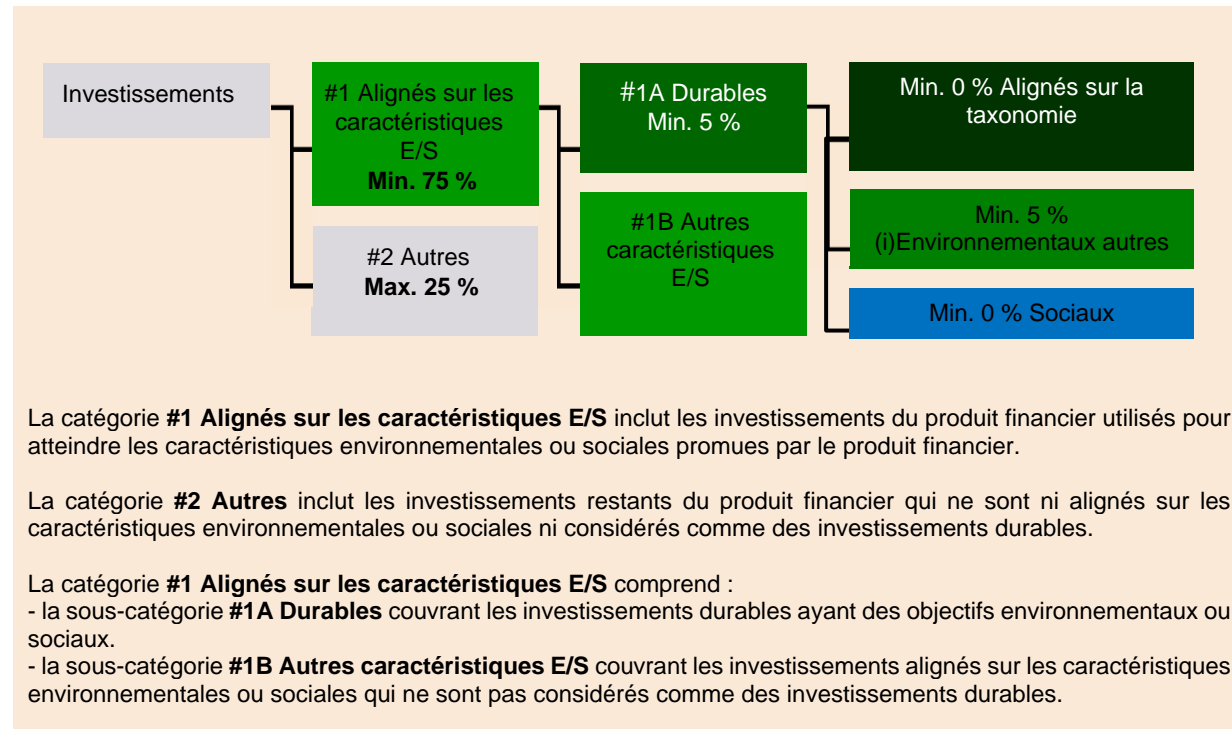 Investissements
#1 Alignés sur les
caractéristiques
E/S
Min. 75 %
#2 Autres
Max. 25 %
#1A Durables
Min. 5 %
#1B Autres
caractéristiques
E/S
Min. 0 % Alignés sur la
taxonomie
Min. 5 %
(i)Environnementaux autres
Min. 0 % Sociaux
La catégorie #1 Alignés sur les caractéristiques E/S inclut les investissements du produit financier utilisés pour
atteindre les caractéristiques environnementales ou sociales promues par le produit financier.
La catégorie #2 Autres inclut les investissements restants du produit financier qui ne sont ni alignés sur les
caractéristiques environnementales ou sociales ni considérés comme des investissements durables.
La catégorie #1 Alignés sur les caractéristiques E/S comprend :
- la sous-catégorie #1A Durables couvrant les investissements durables ayant des objectifs environnementaux ou
sociaux.
- la sous-catégorie #1B Autres caractéristiques E/S couvrant les investissements alignés sur les caractéristiques
environnementales ou sociales qui ne sont pas considérés comme des investissements durables.